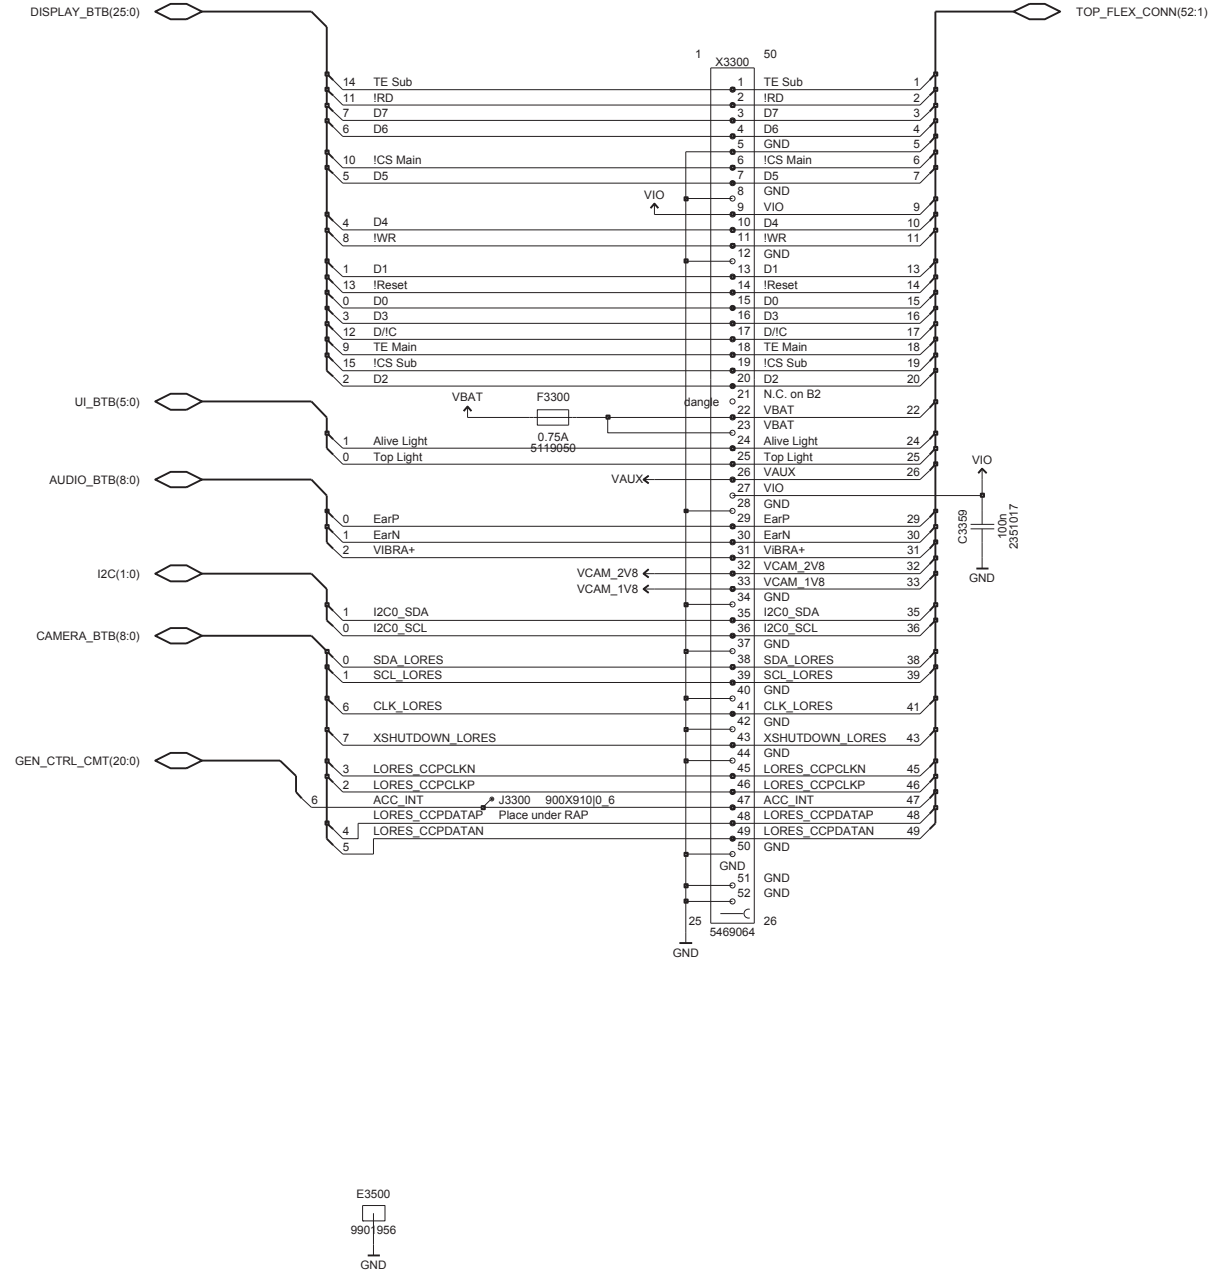 DISPLAY_BTB(25:0) TOP_FLEX_CONN(52:1)
1 50
X3300
14 TE Sub 1 TE Sub 1
11 !RD 2 !RD 2
7 D7 3 D7 3
6 D6 4 D6 4
5 GND 5
10 !CS Main 6 !CS Main 6
5 D5 7 D5 7
8 GND
VIO 9 VIO 9
4 D4 10 D4 10
8 !WR 11 !WR 11
12 GND
1 D1 13 D1 13
13 !Reset 14 !Reset 14
0 D0 15 D0 15
3 D3 16 D3 16
12 D/!C 17 D/!C 17
9 TE Main 18 TE Main 18
15 !CS Sub 19 !CS Sub 19
2 D2 20 D2 20
UI_BTB(5:0) VBAT F3300 dangle 21 N.C. on B2
22 VBAT 22
23 VBAT
0.75A
5119050
1 Alive Light 24 Alive Light 24
0 Top Light 25 Top Light 25
AUDIO_BTB(8:0) VAUX 26 VAUX 26
VIO
27 VIO
28 GND
C3359 100n 2351017
GND
0 EarP 29 EarP 29
1 EarN 30 EarN 30
2 VIBRA+ 31 ViBRA+ 31
I2C(1:0) VCAM_2V8 32 VCAM_2V8 32
VCAM_1V8 33 VCAM_1V8 33
34 GND
1 I2C0_SDA 35 I2C0_SDA 35
0 I2C0_SCL 36 I2C0_SCL 36
CAMERA_BTB(8:0) 37 GND
0 SDA_LORES 38 SDA_LORES 38
1 SCL_LORES 39 SCL_LORES 39
40 GND
6 CLK_LORES 41 CLK_LORES 41
42 GND
7 XSHUTDOWN_LORES 43 XSHUTDOWN_LORES 43
44 GND
GEN_CTRL_CMT(20:0)
3 LORES_CCPCLKN 45 LORES_CCPCLKN 45
2 LORES_CCPCLKP 46 LORES_CCPCLKP 46
6 ACC_INT J3300 900X910|0_6 47 ACC_INT 47
LORES_CCPDATAP Place under RAP 48 LORES_CCPDATAP 48
4 LORES_CCPDATAN 49 LORES_CCPDATAN 49
5 50 GND
GND
51 GND
52 GND
25 26
5469064
GND
E3500
9901956
GND